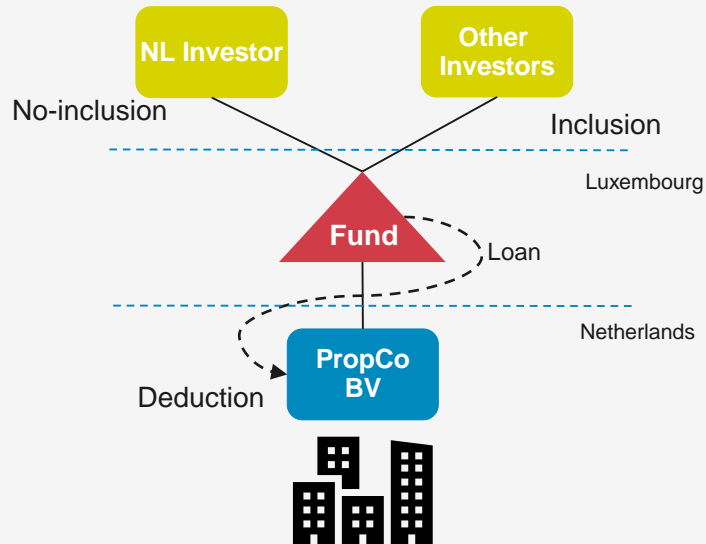 NL Investor
Other
Investors
No-inclusion
Inclusion
Luxembourg
Fund
Loan
Netherlands
PropCo
BV
Deduction